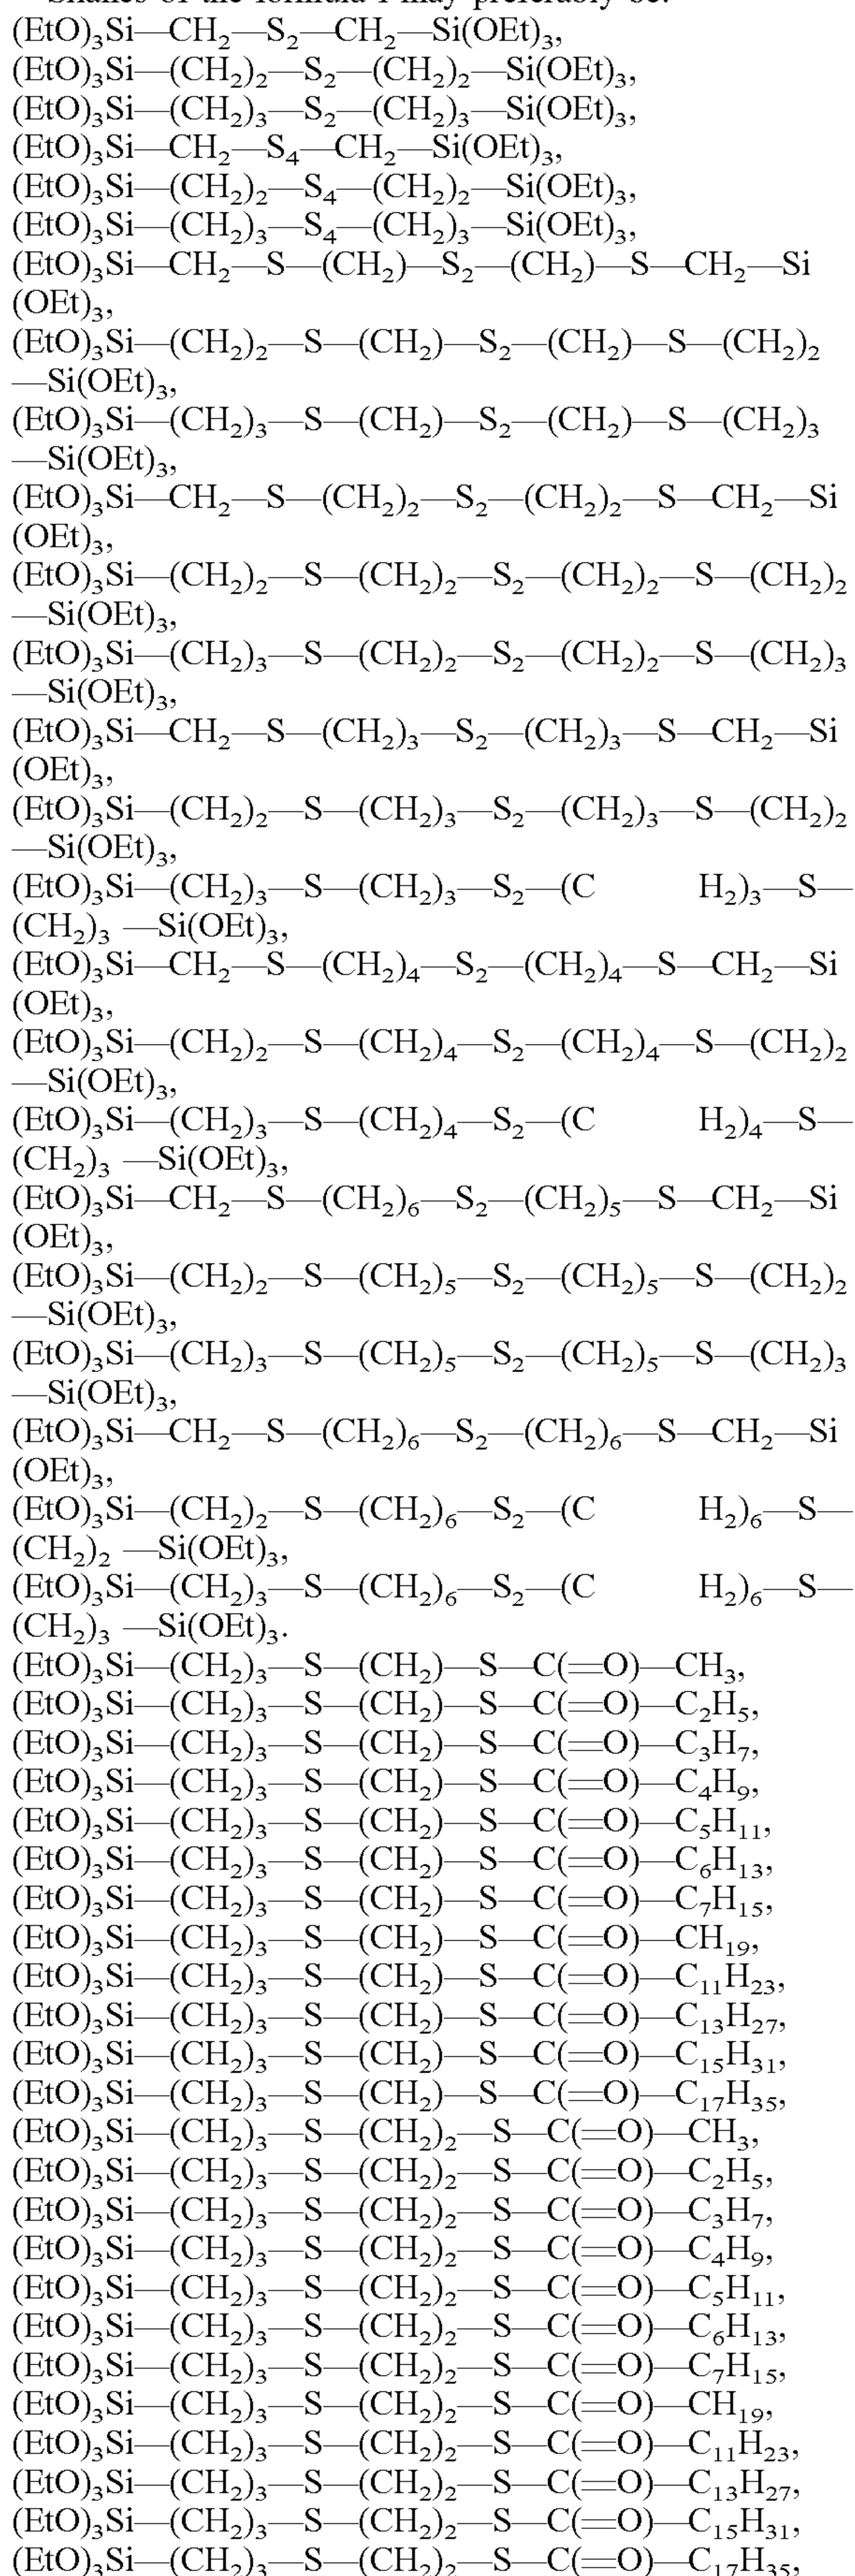 Silanes of the formula I may preferably be:
(EtO)₃Si—CH₂—S₂—CH₂—Si(OEt)₃,
(EtO)₃Si—(CH₂)₂—S₂—(CH₂)₂—Si(OEt)₃,
(EtO)₃Si—(CH₂)₃—S₂—(CH₂)₃—Si(OEt)₃,
(EtO)₃Si—CH₂—S₄—CH₂—Si(OEt)₃,
(EtO)₃Si—(CH₂)₂—S₄—(CH₂)₂—Si(OEt)₃,
(EtO)₃Si—(CH₂)₃—S₄—(CH₂)₃—Si(OEt)₃,
(EtO)₃Si—CH₂—S—(CH₂)—S₂—(CH₂)—S—CH₂—Si
(OEt)₃,
(EtO)₃Si—(CH₂)₂—S—(CH₂)—S₂—(CH₂)—S—(CH₂)₂
—Si(OEt)₃,
(EtO)₃Si—(CH₂)₃—S—(CH₂)—S₂—(CH₂)—S—(CH₂)₃
—Si(OEt)₃,
(EtO)₃Si—CH₂—S—(CH₂)₂—S₂—(CH₂)₂—S—CH₂—Si
(OEt)₃,
(EtO)₃Si—(CH₂)₂—S—(CH₂)₂—S₂—(CH₂)₂—S—(CH₂)₂
—Si(OEt)₃,
(EtO)₃Si—(CH₂)₃—S—(CH₂)₂—S₂—(CH₂)₂—S—(CH₂)₃
—Si(OEt)₃,
(EtO)₃Si—CH₂—S—(CH₂)₃—S₂—(CH₂)₃—S—CH₂—Si
(OEt)₃,
(EtO)₃Si—(CH₂)₂—S—(CH₂)₃—S₂—(CH₂)₃—S—(CH₂)₂
—Si(OEt)₃,
(EtO)₃Si—(CH₂)₃—S—(CH₂)₃—S₂—(C H₂)₃—S—
(CH₂)₃ —Si(OEt)₃,
(EtO)₃Si—CH₂—S—(CH₂)₄—S₂—(CH₂)₄—S—CH₂—Si
(OEt)₃,
(EtO)₃Si—(CH₂)₂—S—(CH₂)₄—S₂—(CH₂)₄—S—(CH₂)₂
—Si(OEt)₃,
(EtO)₃Si—(CH₂)₃—S—(CH₂)₄—S₂—(C H₂)₄—S—
(CH₂)₃ —Si(OEt)₃,
(EtO)₃Si—CH₂—S—(CH₂)₆—S₂—(CH₂)₅—S—CH₂—Si
(OEt)₃,
(EtO)₃Si—(CH₂)₂—S—(CH₂)₅—S₂—(CH₂)₅—S—(CH₂)₂
—Si(OEt)₃,
(EtO)₃Si—(CH₂)₃—S—(CH₂)₅—S₂—(CH₂)₅—S—(CH₂)₃
—Si(OEt)₃,
(EtO)₃Si—CH₂—S—(CH₂)₆—S₂—(CH₂)₆—S—CH₂—Si
(OEt)₃,
(EtO)₃Si—(CH₂)₂—S—(CH₂)₆—S₂—(C H₂)₆—S—
(CH₂)₂ —Si(OEt)₃,
(EtO)₃Si—(CH₂)₃—S—(CH₂)₆—S₂—(C H₂)₆—S—
(CH₂)₃ —Si(OEt)₃.
(EtO)₃Si—(CH₂)₃—S—(CH₂)—S—C(═O)—CH₃,
(EtO)₃Si—(CH₂)₃—S—(CH₂)—S—C(═O)—C₂H₅,
(EtO)₃Si—(CH₂)₃—S—(CH₂)—S—C(═O)—C₃H₇,
(EtO)₃Si—(CH₂)₃—S—(CH₂)—S—C(═O)—C₄H₉,
(EtO)₃Si—(CH₂)₃—S—(CH₂)—S—C(═O)—C₅H₁₁,
(EtO)₃Si—(CH₂)₃—S—(CH₂)—S—C(═O)—C₆H₁₃,
(EtO)₃Si—(CH₂)₃—S—(CH₂)—S—C(═O)—C₇H₁₅,
(EtO)₃Si—(CH₂)₃—S—(CH₂)—S—C(═O)—CH₁₉,
(EtO)₃Si—(CH₂)₃—S—(CH₂)—S—C(═O)—C₁₁H₂₃,
(EtO)₃Si—(CH₂)₃—S—(CH₂)—S—C(═O)—C₁₃H₂₇,
(EtO)₃Si—(CH₂)₃—S—(CH₂)—S—C(═O)—C₁₅H₃₁,
(EtO)₃Si—(CH₂)₃—S—(CH₂)—S—C(═O)—C₁₇H₃₅,
(EtO)₃Si—(CH₂)₃—S—(CH₂)₂—S—C(═O)—CH₃,
(EtO)₃Si—(CH₂)₃—S—(CH₂)₂—S—C(═O)—C₂H₅,
(EtO)₃Si—(CH₂)₃—S—(CH₂)₂—S—C(═O)—C₃H₇,
(EtO)₃Si—(CH₂)₃—S—(CH₂)₂—S—C(═O)—C₄H₉,
(EtO)₃Si—(CH₂)₃—S—(CH₂)₂—S—C(═O)—C₅H₁₁,
(EtO)₃Si—(CH₂)₃—S—(CH₂)₂—S—C(═O)—C₆H₁₃,
(EtO)₃Si—(CH₂)₃—S—(CH₂)₂—S—C(═O)—C₇H₁₅,
(EtO)₃Si—(CH₂)₃—S—(CH₂)₂—S—C(═O)—CH₁₉,
(EtO)₃Si—(CH₂)₃—S—(CH₂)₂—S—C(═O)—C₁₁H₂₃,
(EtO)₃Si—(CH₂)₃—S—(CH₂)₂—S—C(═O)—C₁₃H₂₇,
(EtO)₃Si—(CH₂)₃—S—(CH₂)₂—S—C(═O)—C₁₅H₃₁,
(EtO)₃Si—(CH₂)₃—S—(CH₂)₂—S—C(═O)—C₁₇H₃₅,